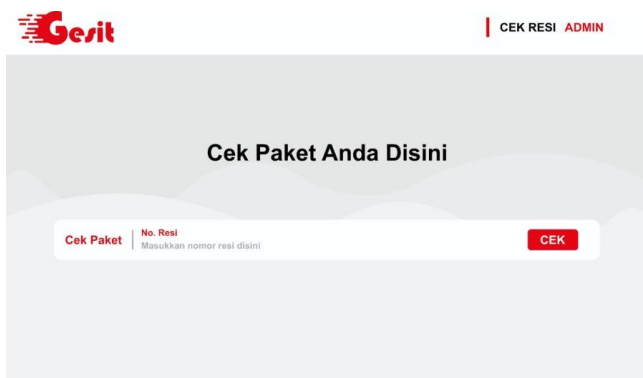 Gesit
CEK RESI ADMIN
Cek Paket Anda Disini
Cek Paket
No. Resi
Masukkan nomor resi disini
CEK